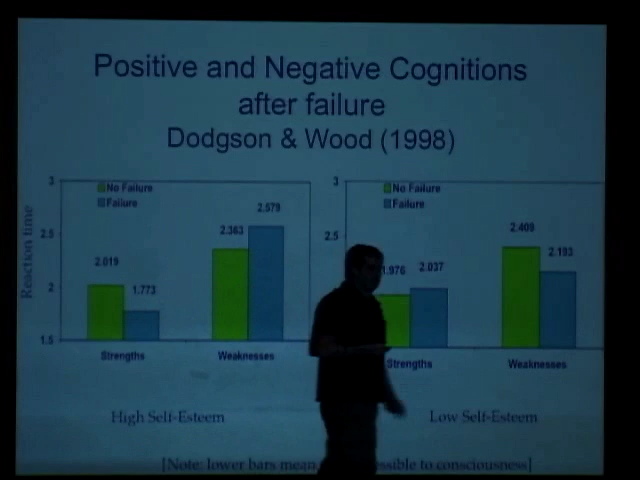 Positive and Negative Cognitions
after failure
Dodgson & Wood (1998)
3
No Failure
Failure
2.579
2.5
2.363
2.019
2
1.773
1.5
Reaction time
Strengths
Weaknesses
High Self-Esteem
3
No Failure
Failure
2.5
2.409
2.193
1.976
2.037
Strengths
Weaknesses
Low Self-Esteem
[Note: lower bars mean to consciousness]